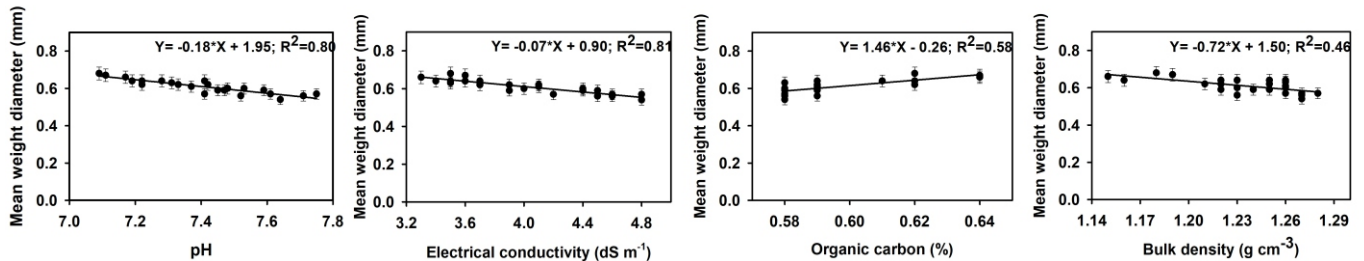 Mean weight diameter (mm)
0.8
0.6
0.4
0.2
0.0
Y= -0.18*X + 1.95; R²=0.80
7.0 7.2 7.4 7.6 7.8
pH
Mean weight diameter (mm)
0.8
0.6
0.4
0.2
0.0
Y= -0.07*X + 0.90; R²=0.81
3.2 3.6 4.0 4.4 4.8
Electrical conductivity (dS m⁻¹)
Mean weight diameter (mm)
0.8
0.6
0.4
0.2
0.0
Y= 1.46*X - 0.26; R²=0.58
0.58 0.60 0.62 0.64
Organic carbon (%)
Mean weight diameter (mm)
0.8
0.6
0.4
0.2
0.0
Y= -0.72*X + 1.50; R²=0.46
1.14 1.17 1.20 1.23 1.26 1.29
Bulk density (g cm⁻³)